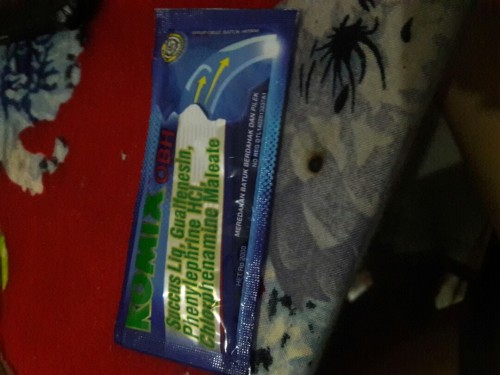 KOMIX OBH
Succus Liq, Guaifenesin,
Phenylephrine HCl,
Chlorphenamine Maleate
MEREDAKAN BATUK BERDAHAK DAN PILEK